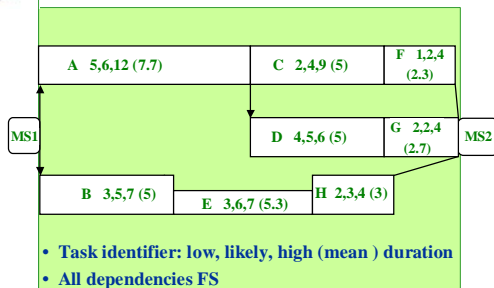 A 5,6,12 (7.7)
C 2,4,9 (5)
F 1,2,4
(2.3)
MS1
D 4,5,6 (5)
G 2,2,4
(2.7)
MS2
B 3,5,7 (5)
E 3,6,7 (5.3)
H 2,3,4 (3)
• Task identifier: low, likely, high (mean ) duration
• All dependencies FS